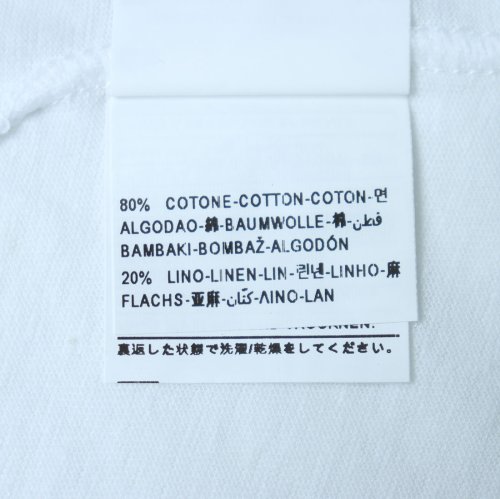 80% COTONE-COTTON-COTON-면
ALGODAO-綿-BAUMWOLLE-棉-قطن
BAMBAKI-BOMBAŽ-ALGODÓN
20% LINO-LINEN-LIN-린넨-LINHO-麻
FLACHS-亚麻-كتان-ΛINO-LAN
裏返した状態で洗濯/乾燥をしてください。